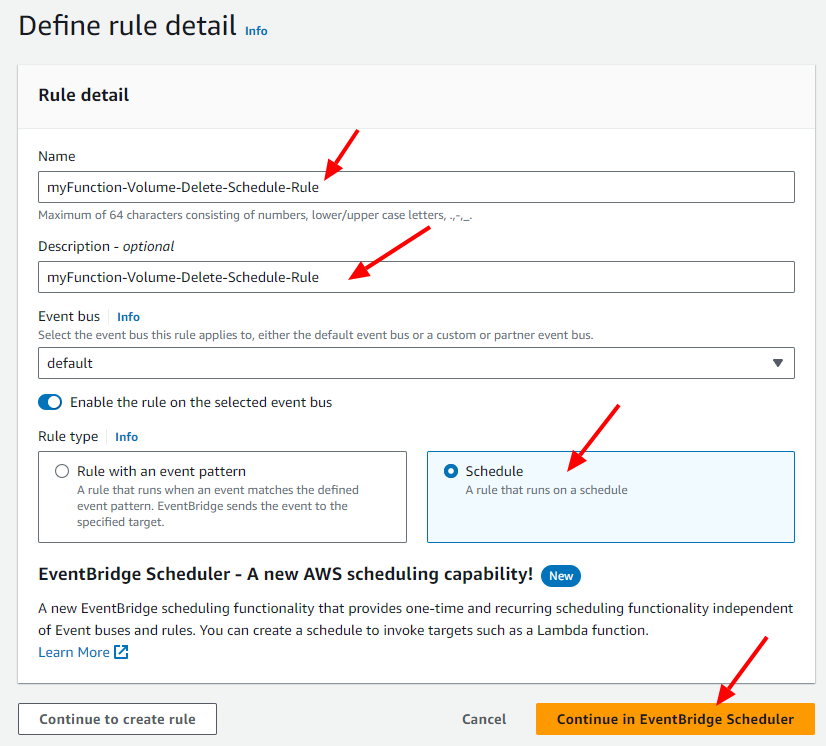 Define rule detail Info
Rule detail
Name
myFunction-Volume-Delete-Schedule-Rule
Maximum of 64 characters consisting of numbers, lower/upper case letters, .,-,_.
Description - optional
myFunction-Volume-Delete-Schedule-Rule
Event bus Info
Select the event bus this rule applies to, either the default event bus or a custom or partner event bus.
default
Enable the rule on the selected event bus
Rule type Info
Rule with an event pattern
A rule that runs when an event matches the defined
event pattern. EventBridge sends the event to the
specified target.
Schedule
A rule that runs on a schedule
EventBridge Scheduler - A new AWS scheduling capability! New
A new EventBridge scheduling functionality that provides one-time and recurring scheduling functionality independent
of Event buses and rules. You can create a schedule to invoke targets such as a Lambda function.
Learn More
Continue to create rule Cancel Continue in EventBridge Scheduler